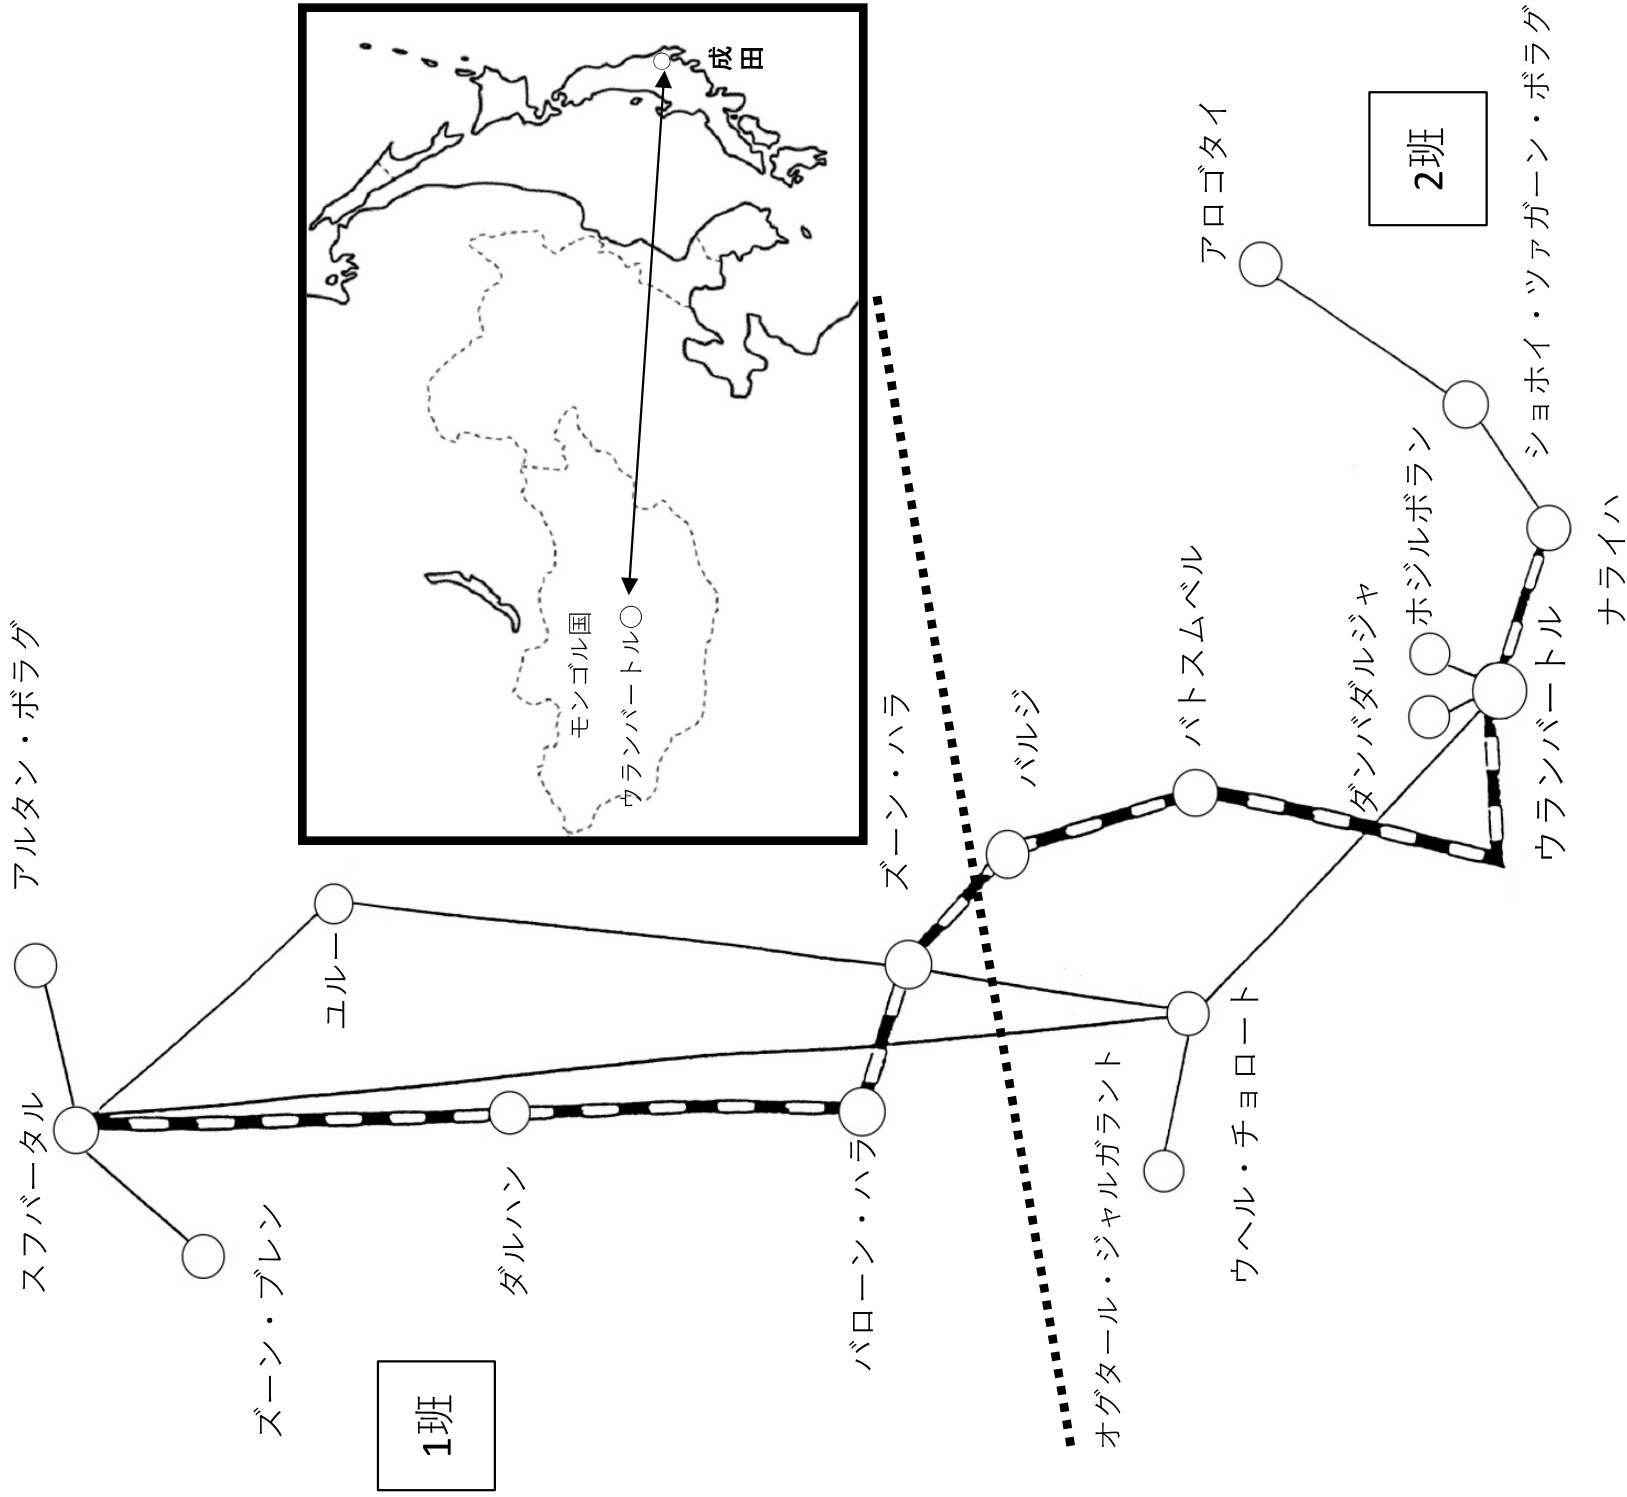 アルタン・ボラグ
スフバータル
ズーン・ブレン
ユルー
ダルハン
バローン・ハラ
ズーン・ハラ
1班
モンゴル国
ウランバートル
成田
バルジ
バトスムベル
オグタール・ジャルガラント
ウヘル・チョロート
ダンバダルジャ
ホジルボラン
ウランバートル
ナライハ
ショホイ・ツァガーン・ボラグ
アロゴタイ
2班